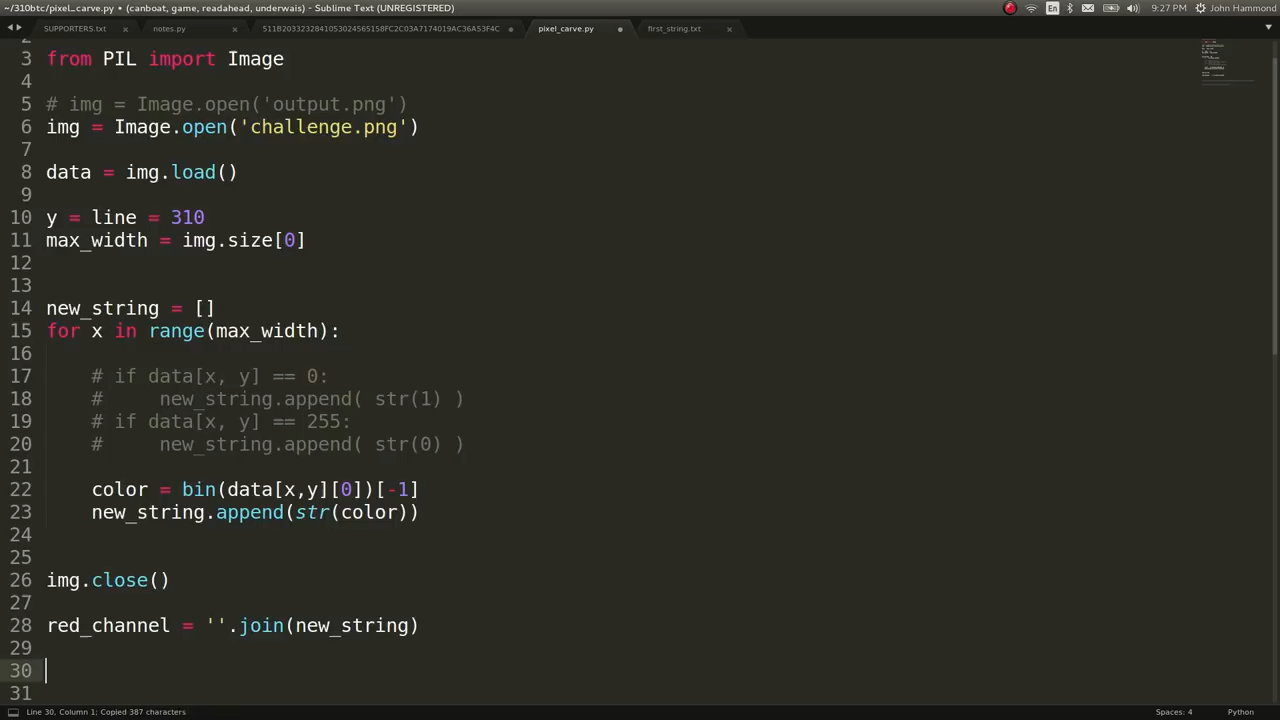 ~/310btc/pixel_carve.py • (canboat, game, readahead, underwais) - Sublime Text (UNREGISTERED)
En
9:27 PM
John Hammond
SUPPORTERS.txt
notes.py
511B2033232841053024565158FC2C03A7174019AC36A53F4C
pixel_carve.py
first_string.txt
3 from PIL import Image
4
5 # img = Image.open('output.png')
6 img = Image.open('challenge.png')
7
8 data = img.load()
9
10 y = line = 310
11 max_width = img.size[0]
12
13
14 new_string = []
15 for x in range(max_width):
16
17 # if data[x, y] == 0:
18 #     new_string.append( str(1) )
19 # if data[x, y] == 255:
20 #     new_string.append( str(0) )
21
22 color = bin(data[x,y][0])[-1]
23 new_string.append(str(color))
24
25
26 img.close()
27
28 red_channel = ''.join(new_string)
29
30
31
Line 30, Column 1; Copied 387 characters
Spaces: 4
Python